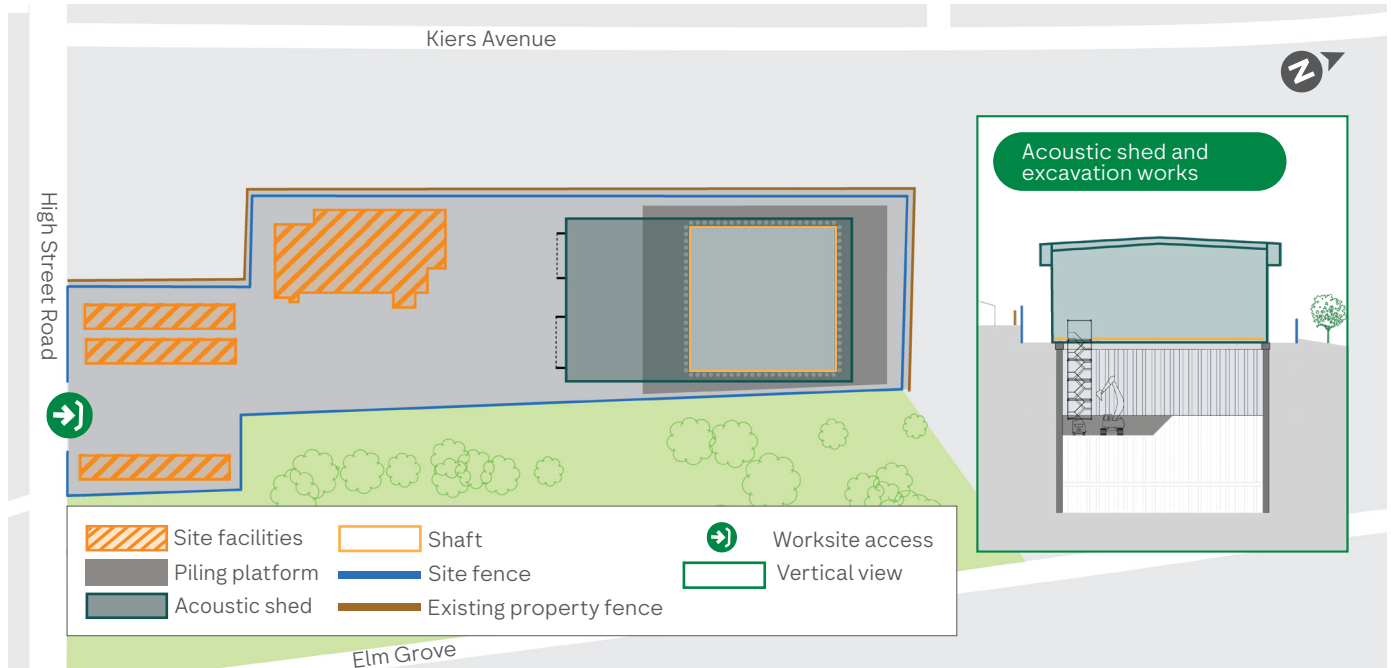 Kiers Avenue
N
Acoustic shed and
excavation works
High Street Road
Site facilities
Piling platform
Acoustic shed
Shaft
Site fence
Existing property fence
Worksite access
Vertical view
Elm Grove